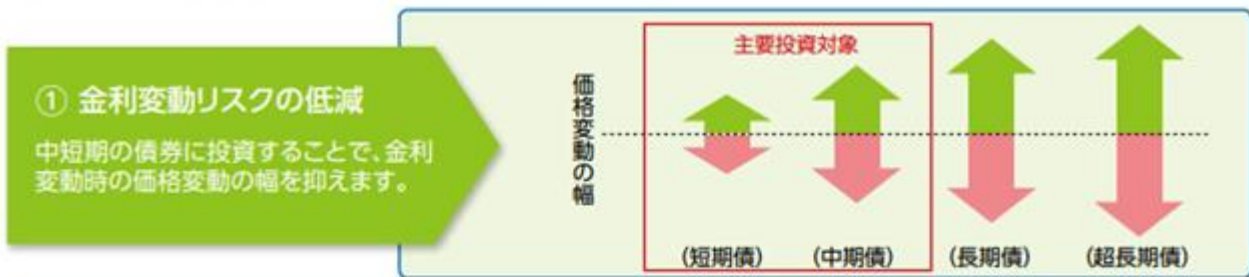 ① 金利変動リスクの低減
中短期の債券に投資することで、金利
変動時の価格変動の幅を抑えます。
主要投資対象
価格変動の幅
(短期債)
(中期債)
(長期債)
(超長期債)